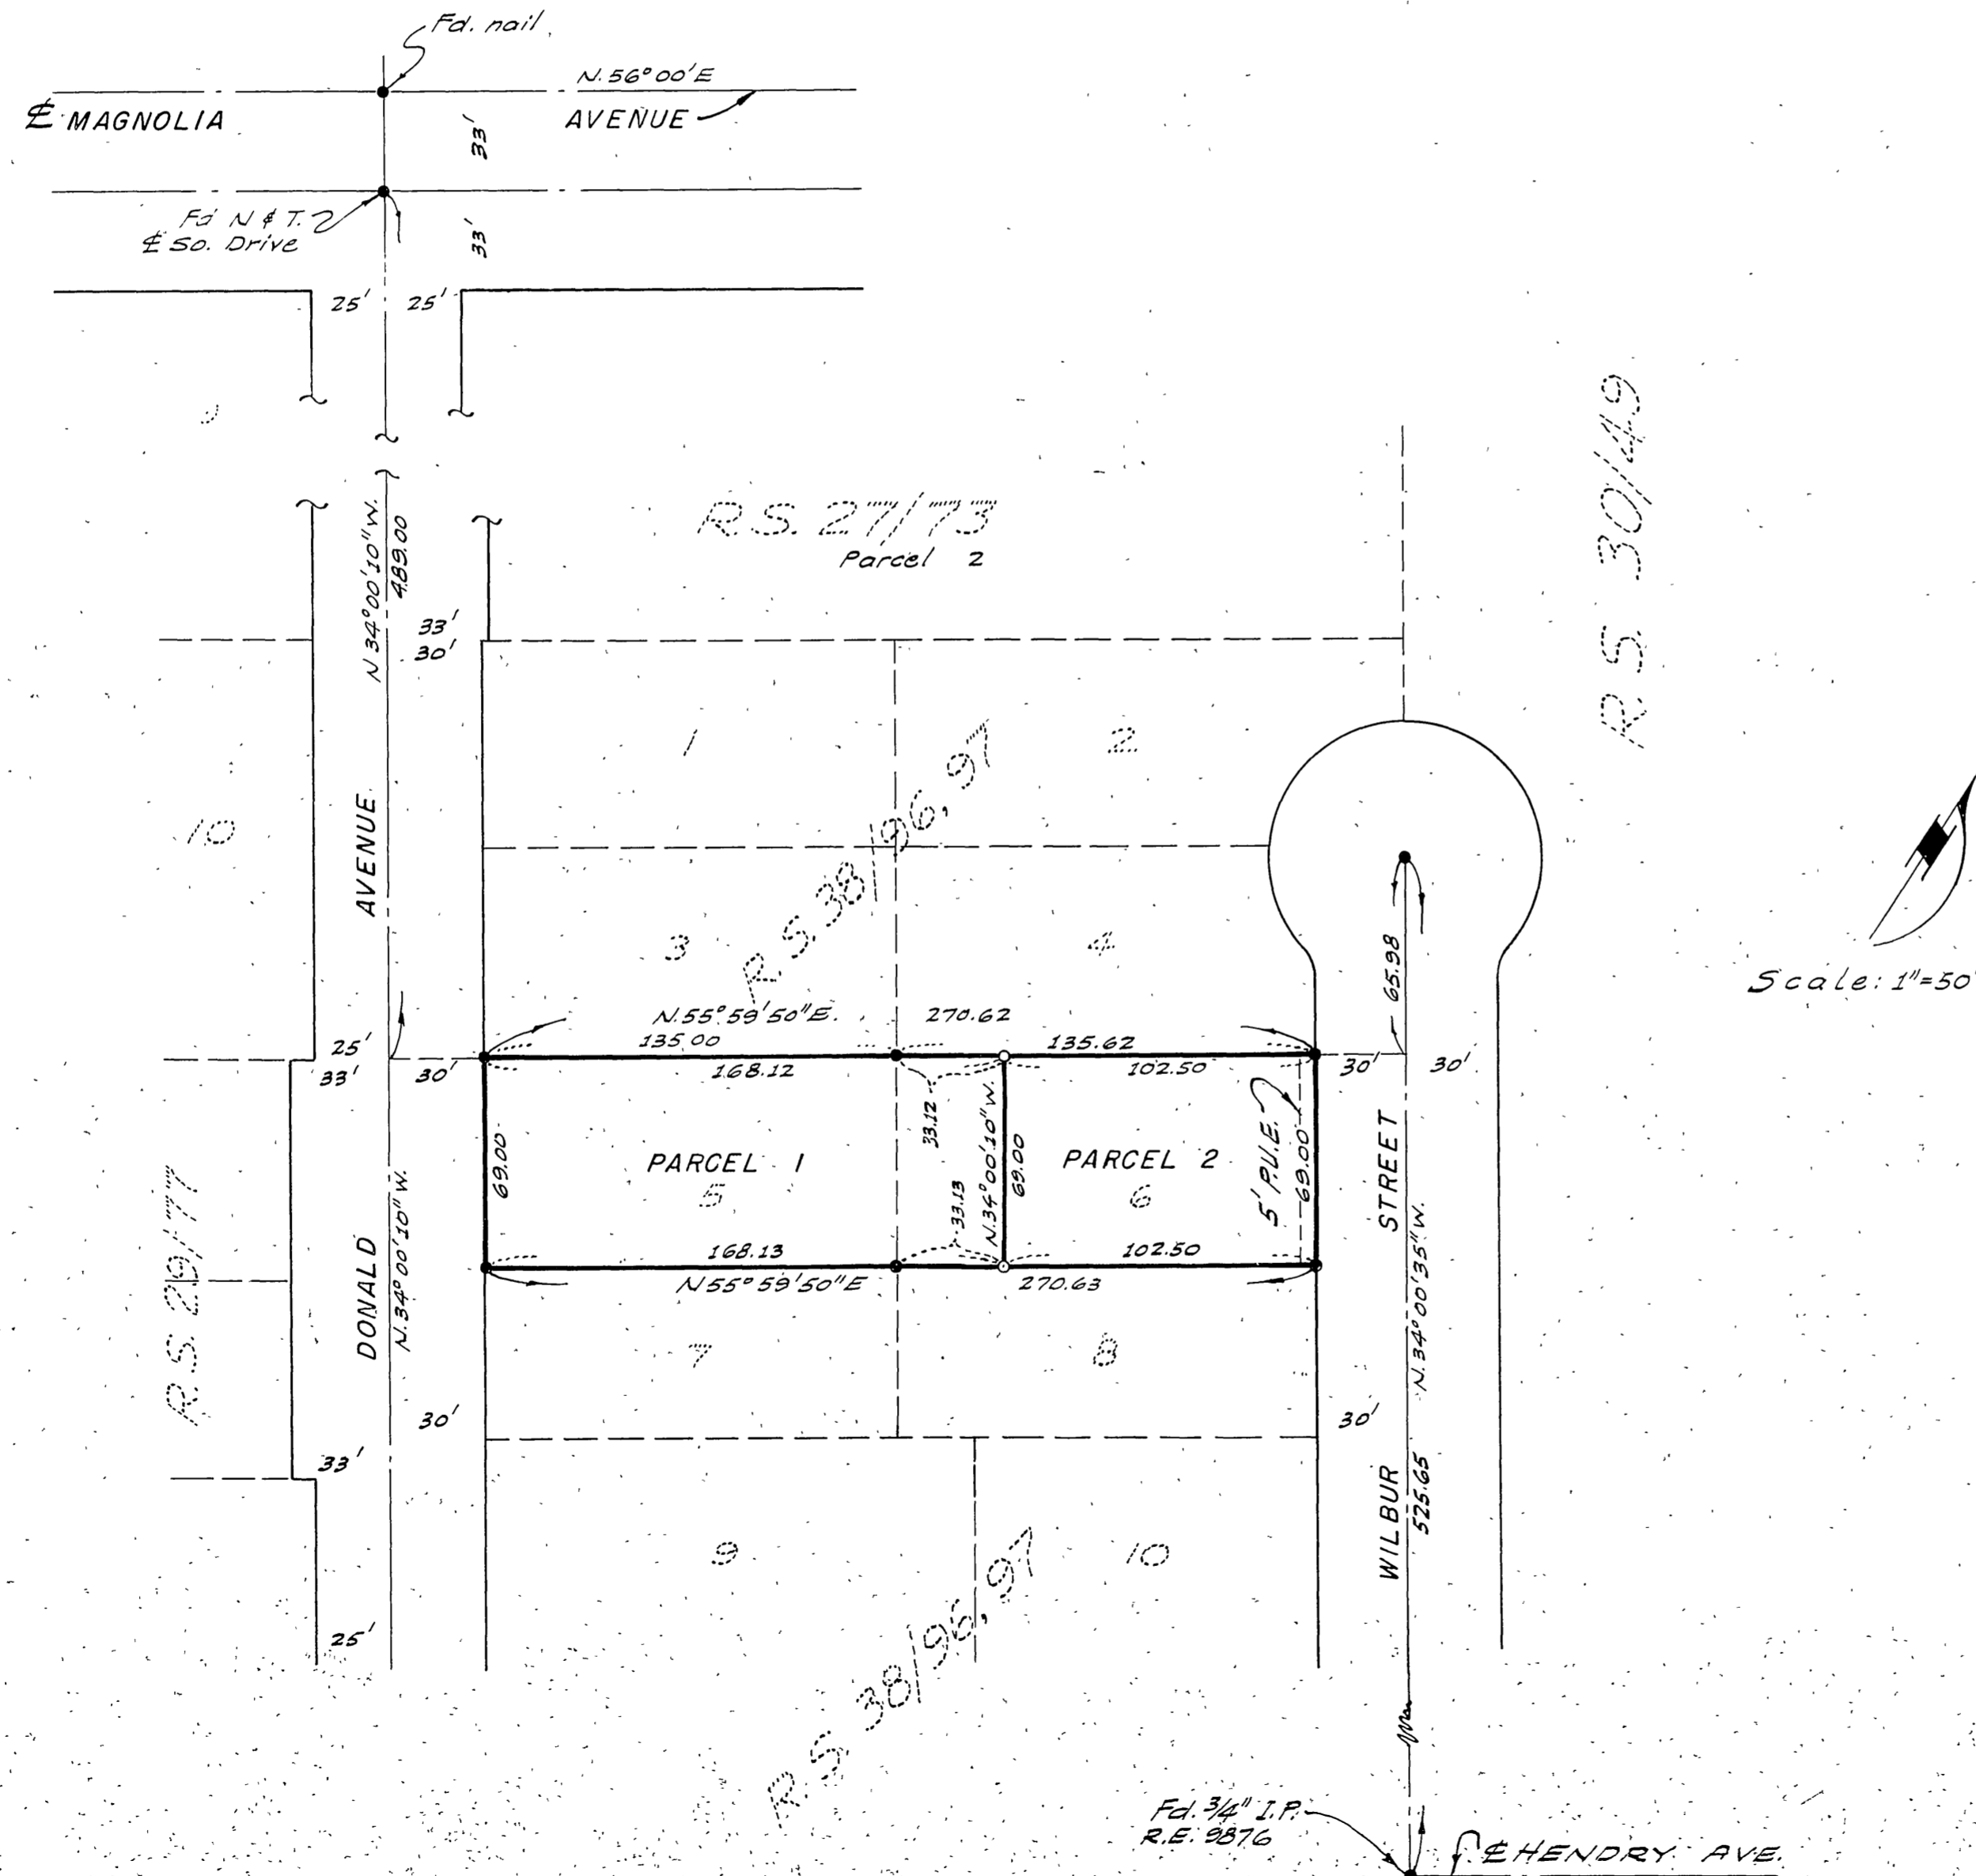 Fd. nail
N. 56° 00' E
℄ MAGNOLIA AVENUE
33'
Fd N & T.
℄ So. Drive
33'
25' 25'
N 34° 00' 10" W.
489.00
R.S. 27/73
Parcel 2
R.S. 30/49
33'
30'
1
2
10
AVENUE
R.S. 38/96, 97
3
4
65.98
Scale: 1"=50'
N. 55° 59' 50" E. 270.62
135.00 135.62
25'
33' 30'
168.12 102.50
30' 30'
33.12
N. 34° 00' 10" W.
69.00
69.00
PARCEL 1
5
PARCEL 2
6
5' P.U.E.
69.00
33.13
168.13 102.50
N 55° 59' 50" E 270.63
R.S. 29/77
DONALD
N. 34° 00' 10" W.
STREET
N. 34° 00' 35" W.
7
8
30' 30'
33'
WILBUR
525.65
9
10
25'
R.S. 38/96, 97
Fd. 3/4" I.P.
R.E. 9876
℄ HENDRY AVE.